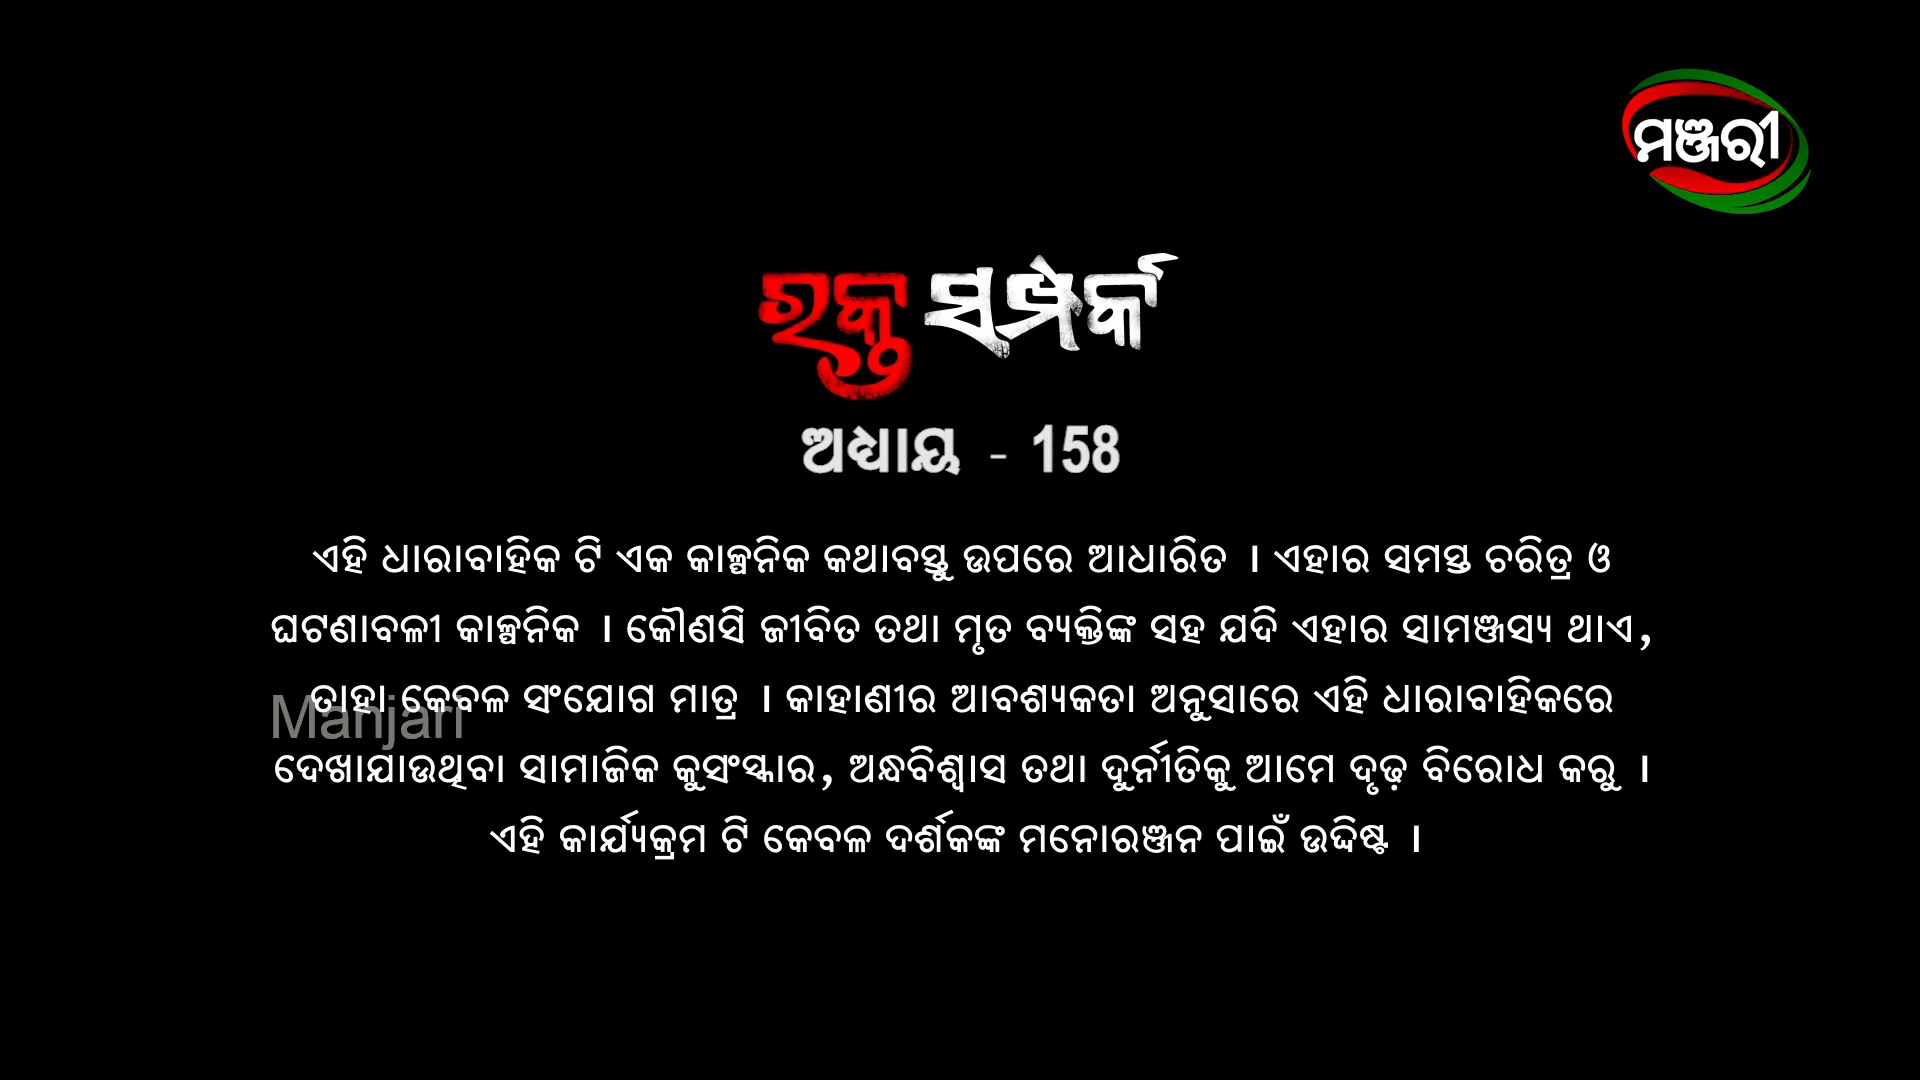 ମଞ୍ଜରୀ
ରକ୍ତ ସମ୍ପର୍କ
ଅଧ୍ୟାୟ - 158
ଏହି ଧାରାବାହିକ ଟି ଏକ କାଳ୍ପନିକ କଥାବସ୍ତୁ ଉପରେ ଆଧାରିତ । ଏହାର ସମସ୍ତ ଚରିତ୍ର ଓ
ଘଟଣାବଳୀ କାଳ୍ପନିକ । କୌଣସି ଜୀବିତ ତଥା ମୃତ ବ୍ୟକ୍ତିଙ୍କ ସହ ଯଦି ଏହାର ସାମଞ୍ଜସ୍ୟ ଥାଏ,
ତାହା କେବଳ ସଂଯୋଗ ମାତ୍ର । କାହାଣୀର ଆବଶ୍ୟକତା ଅନୁସାରେ ଏହି ଧାରାବାହିକରେ
Manjari
ଦେଖାଯାଉଥିବା ସାମାଜିକ କୁସଂସ୍କାର, ଅନ୍ଧବିଶ୍ୱାସ ତଥା ଦୁର୍ନୀତିକୁ ଆମେ ଦୃଢ଼ ବିରୋଧ କରୁ ।
ଏହି କାର୍ଯ୍ୟକ୍ରମ ଟି କେବଳ ଦର୍ଶକଙ୍କ ମନୋରଞ୍ଜନ ପାଇଁ ଉଦ୍ଦିଷ୍ଟ ।